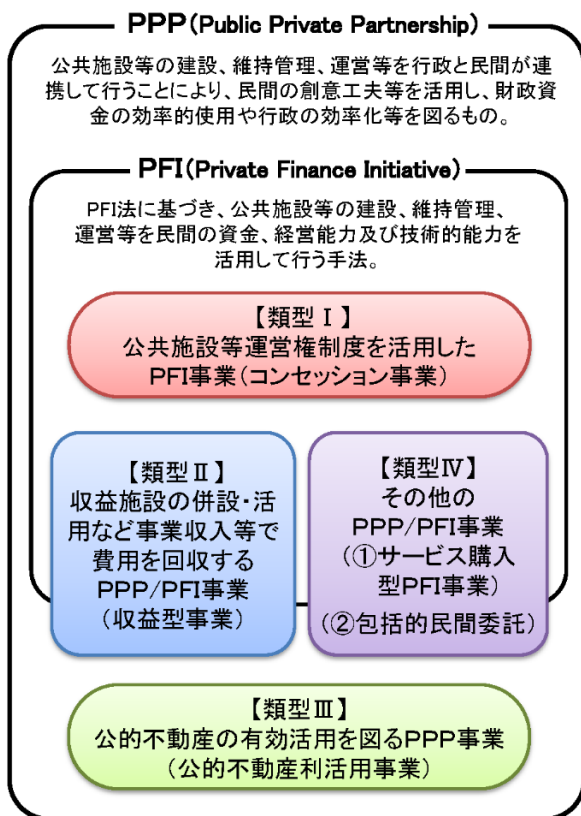 PPP(Public Private Partnership)
公共施設等の建設、維持管理、運営等を行政と民間が連
携して行うことにより、民間の創意工夫等を活用し、財政資
金の効率的使用や行政の効率化等を図るもの。
PFI(Private Finance Initiative)
PFI法に基づき、公共施設等の建設、維持管理、
運営等を民間の資金、経営能力及び技術的能力を
活用して行う手法。
【類型Ⅰ】
公共施設等運営権制度を活用した
PFI事業(コンセッション事業)
【類型Ⅱ】
収益施設の併設・活
用など事業収入等で
費用を回収する
PPP/PFI事業
(収益型事業)
【類型Ⅳ】
その他の
PPP/PFI事業
(①サービス購入
型PFI事業)
(②包括的民間委託)
【類型Ⅲ】
公的不動産の有効活用を図るPPP事業
(公的不動産利活用事業)